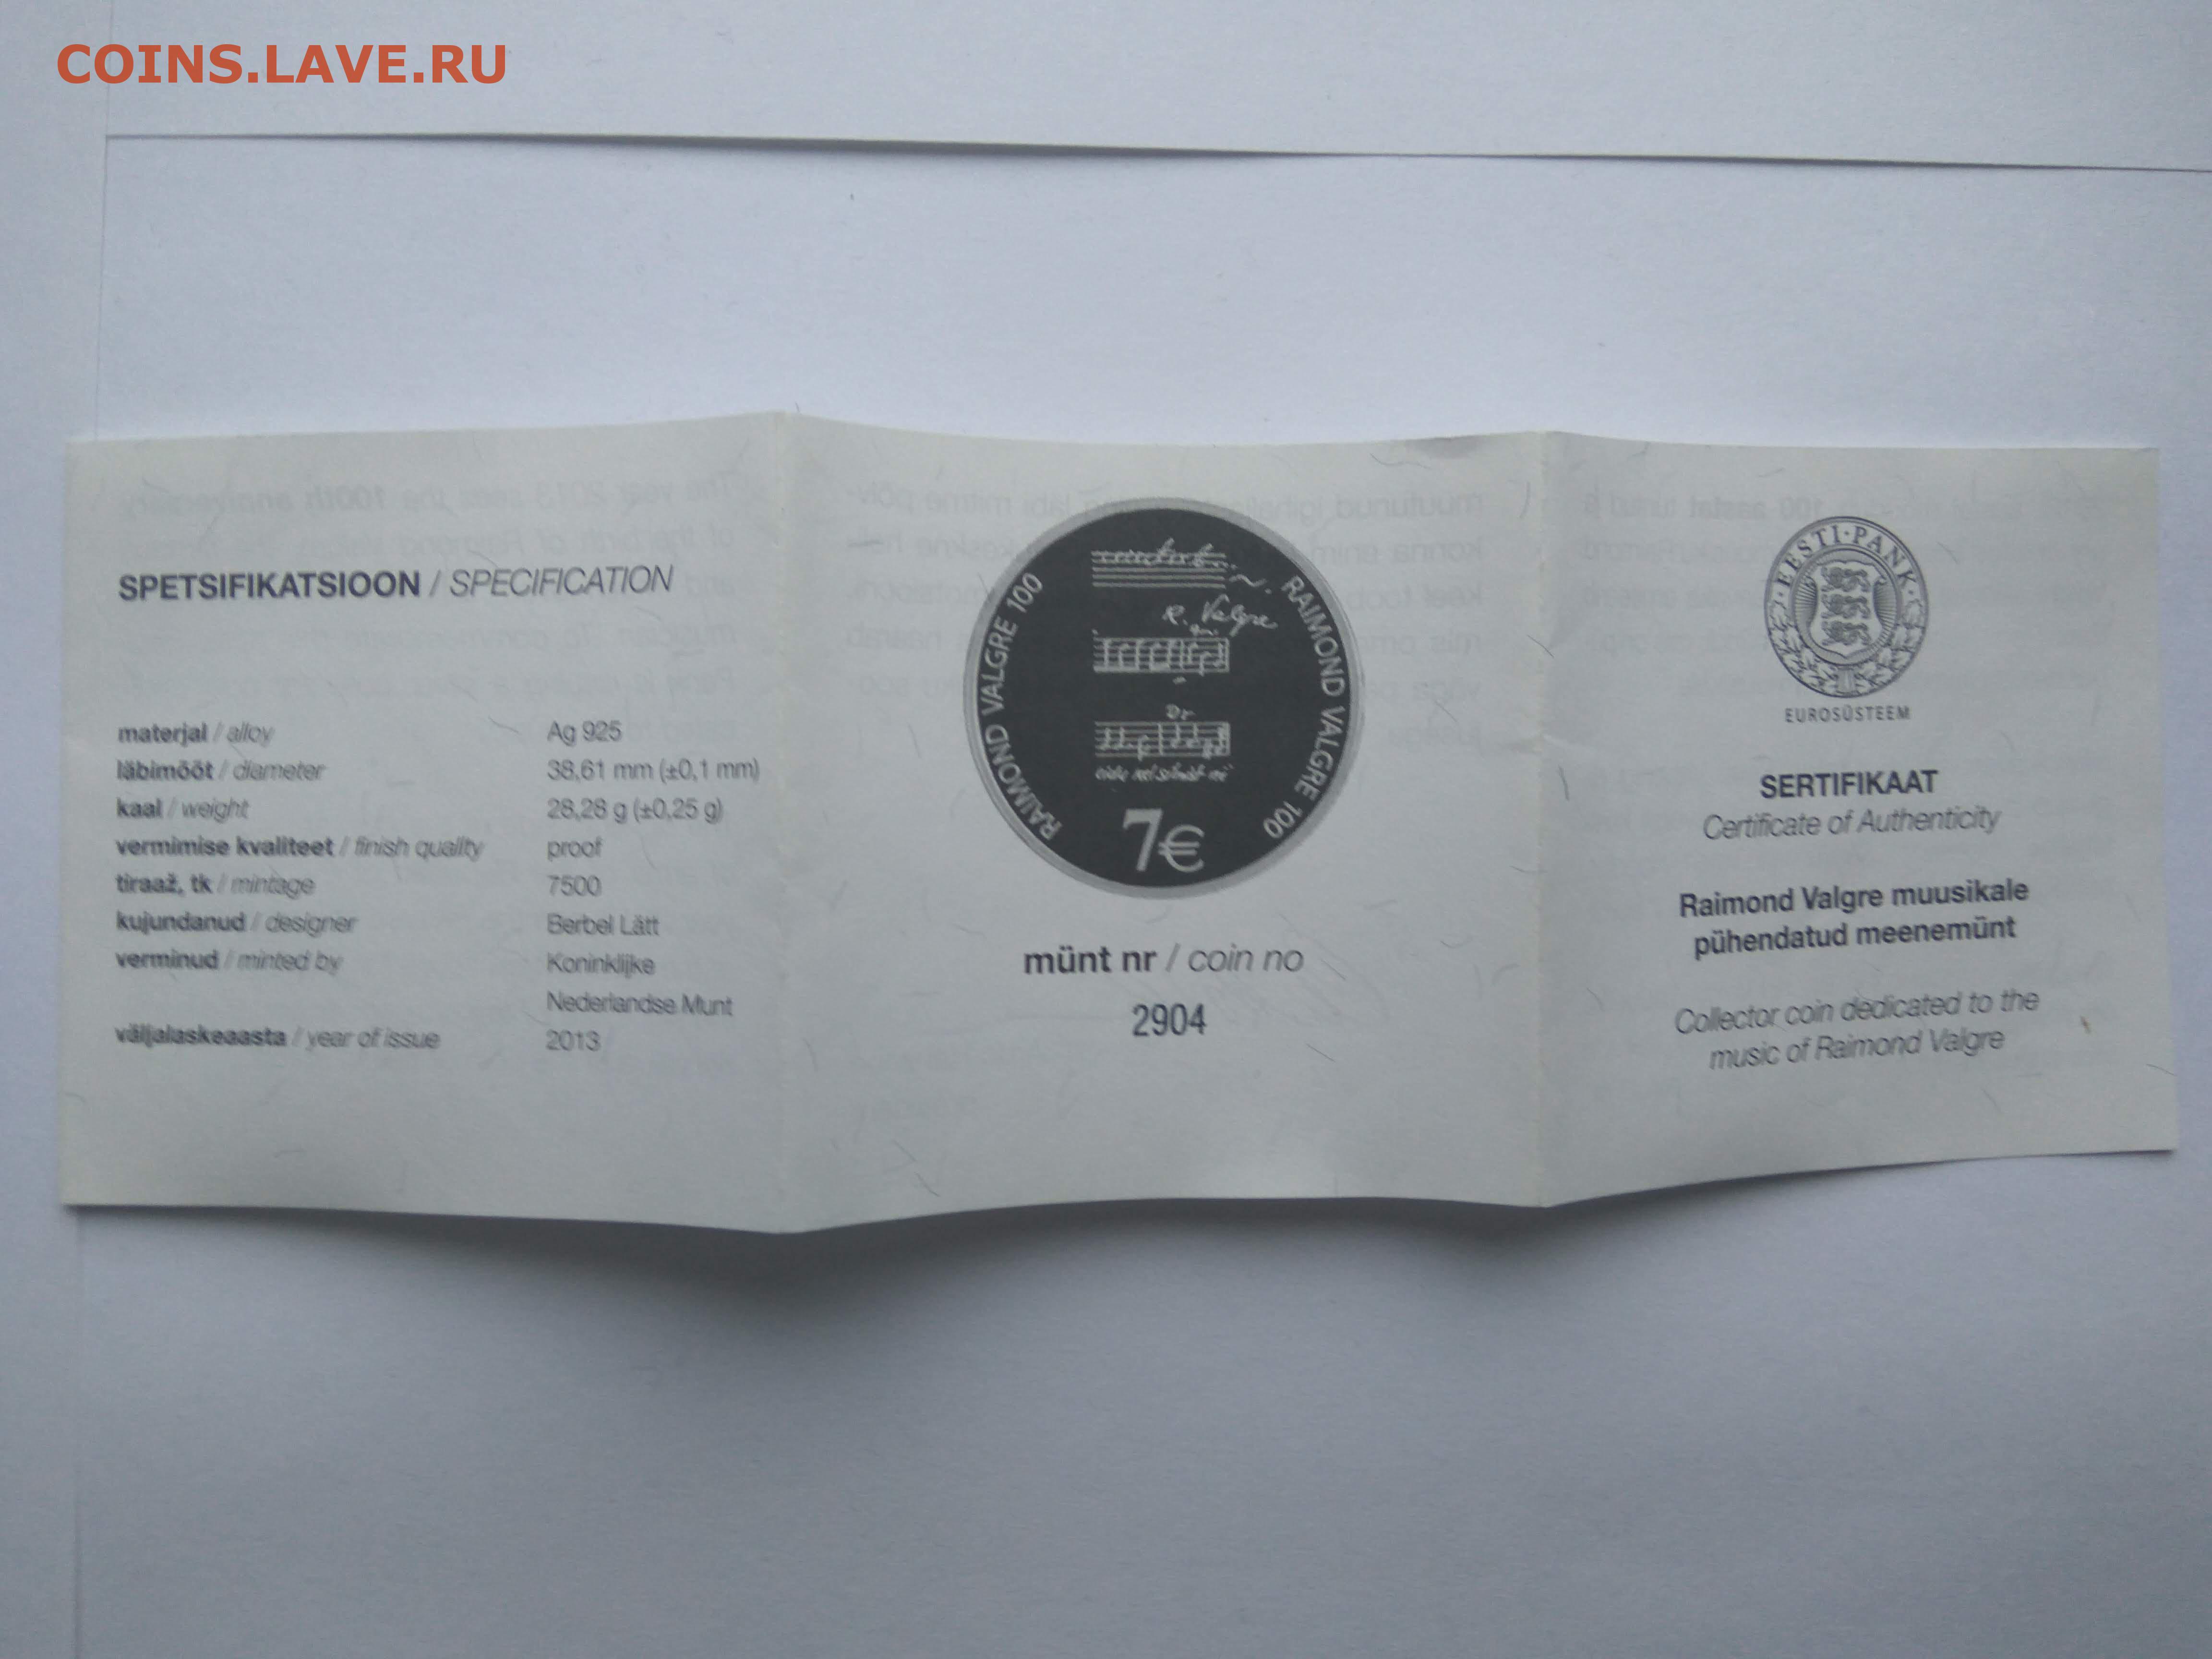 COINS.LAVE.RU
SPETSIFIKATSIOON / SPECIFICATION
materjal / alloy Ag 925
läbimõõt / diameter 38,61 mm (±0,1 mm)
kaal / weight 28,28 g (±0,25 g)
vermimise kvaliteet / finish quality proof
tiraaž, tk / mintage 7500
kujundanud / designer Berbel Lätt
verminud / minted by Koninklijke
Nederlandse Munt
väljalaskeaasta / year of issue 2013
RAIMOND VALGRE 100
RAIMOND VALGRE 100
R. Valgre
7€
münt nr / coin no
2904
EESTI·PANK
EUROSÜSTEEM
SERTIFIKAAT
Certificate of Authenticity
Raimond Valgre muusikale
pühendatud meenemünt
Collector coin dedicated to the
music of Raimond Valgre